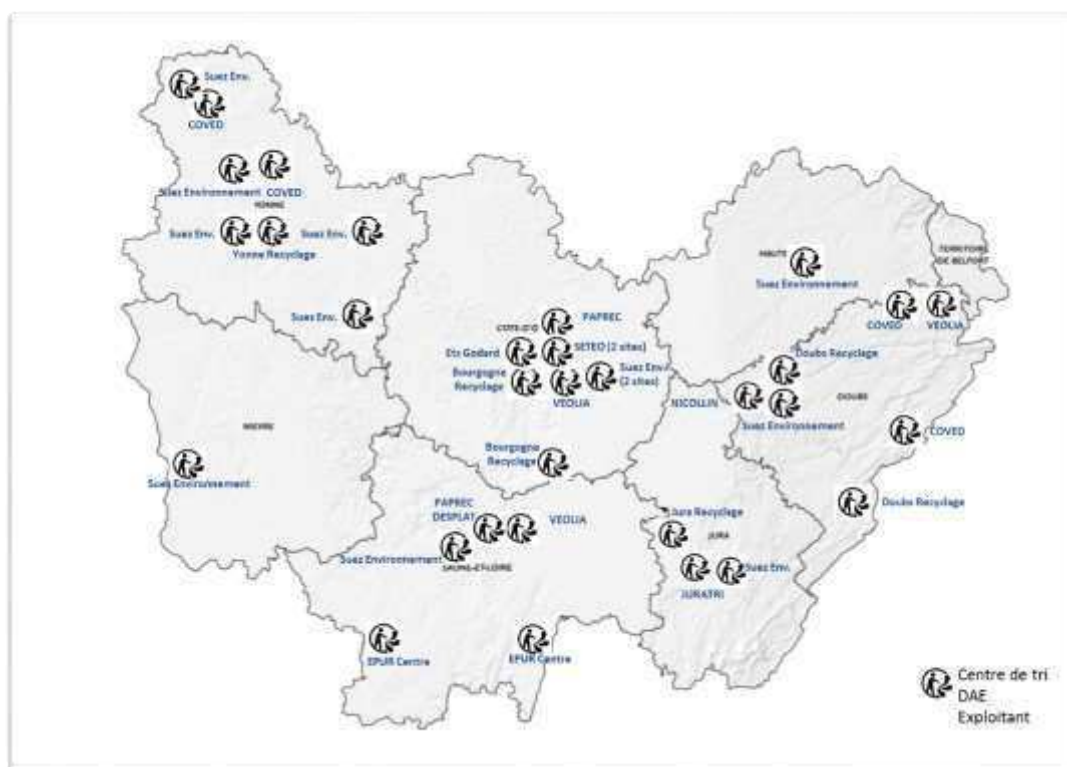 Suez Env.
COVED
Suez Environnement
COVED
YONNE
Suez Env.
Suez Env.
Yonne Recyclage
Suez Env.
HAUTE
Suez Environnement
TERRITOIRE
DE BELFORT
COVED
VEOLIA
COTE-D'O
PAPREC
Ets Godard
SETEO (2 sites)
Bourgogne
Recyclage
Suez Env.
(2 sites)
VEOLIA
Doubs Recyclage
NICOLLIN
DOUBS
Suez Environnement
COVED
NIEVRE
Suez Environnement
Bourgogne
Recyclage
Doubs Recyclage
PAPREC
DESPLAT
VEOLIA
Suez Environnement
SAONE-ET-LOIRE
Jura Recyclage
JURA
Suez Env.
JURATRI
EPUR Centre
EPUR Centre
Centre de tri
DAE
Exploitant